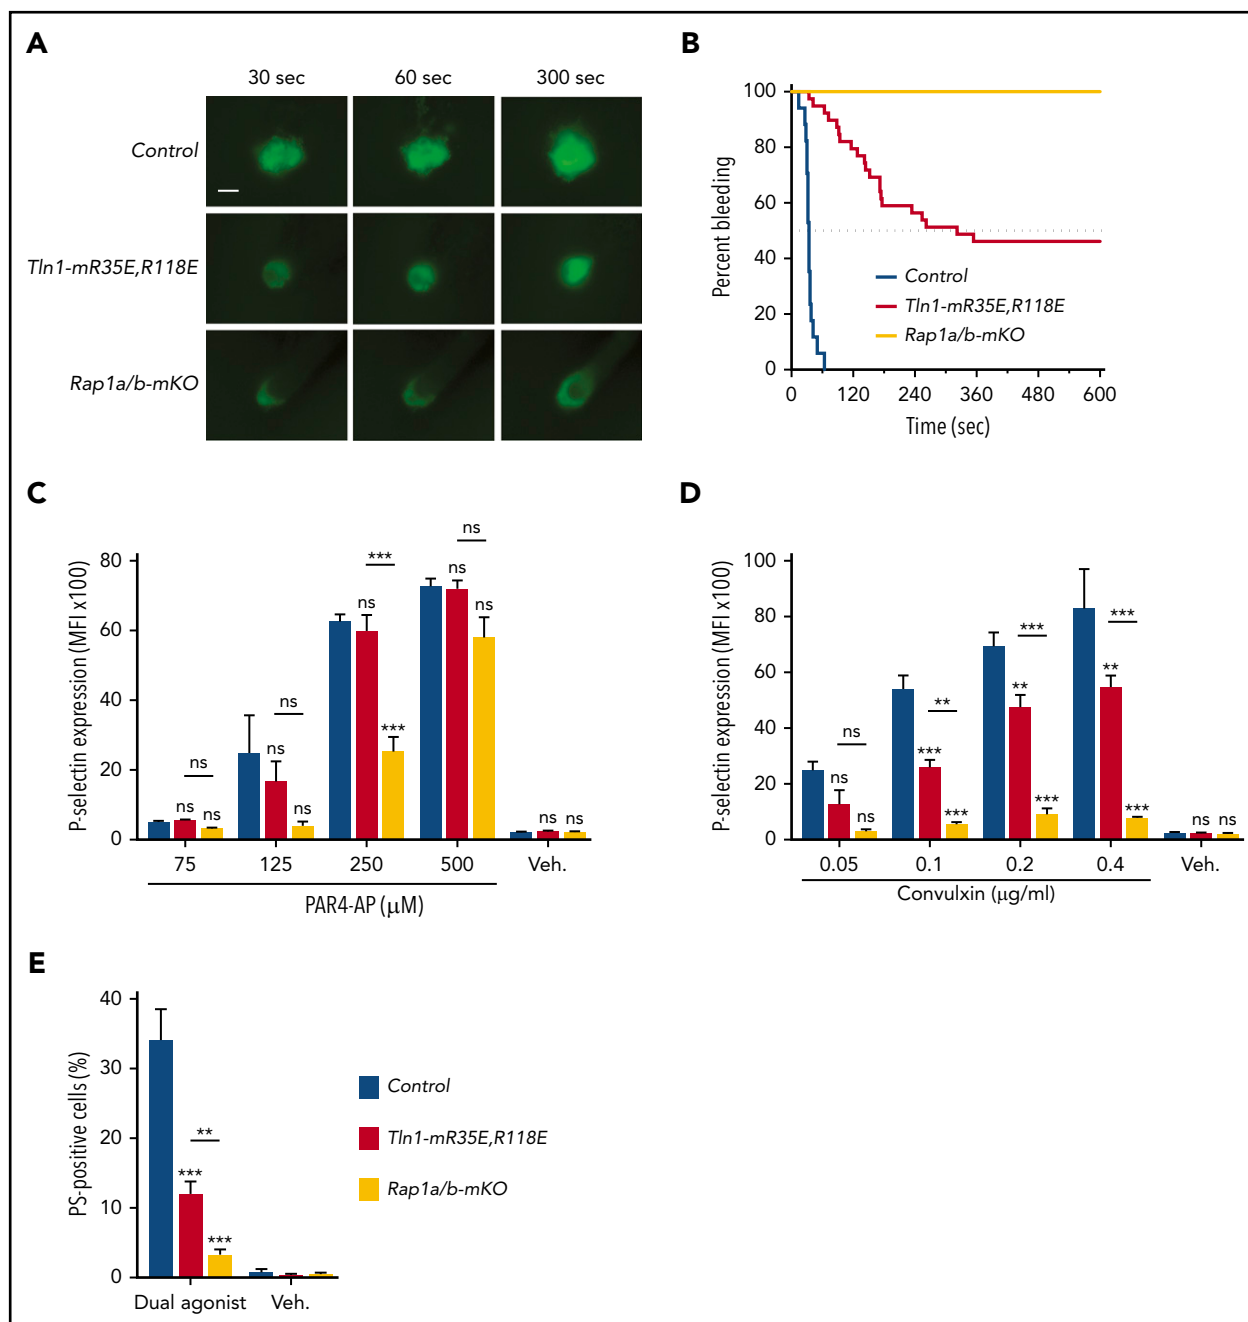 A
30 sec 60 sec 300 sec
Control
Tln1-mR35E,R118E
Rap1a/b-mKO
B
Percent bleeding
100
80
60
40
20
0
0 120 240 360 480 600
Time (sec)
Control
Tln1-mR35E,R118E
Rap1a/b-mKO
C
P-selectin expression (MFI x100)
80
60
40
20
0
ns
ns
ns
ns
ns
ns
***
ns
***
ns
ns
ns
ns
ns
75 125 250 500 Veh.
PAR4-AP (μM)
D
P-selectin expression (MFI x100)
100
80
60
40
20
0
ns
ns
ns
**
***
***
***
**
***
***
**
***
ns
ns
0.05 0.1 0.2 0.4 Veh.
Convulxin (μg/ml)
E
PS-positive cells (%)
40
30
20
10
0
**
***
***
Dual agonist Veh.
Control
Tln1-mR35E,R118E
Rap1a/b-mKO